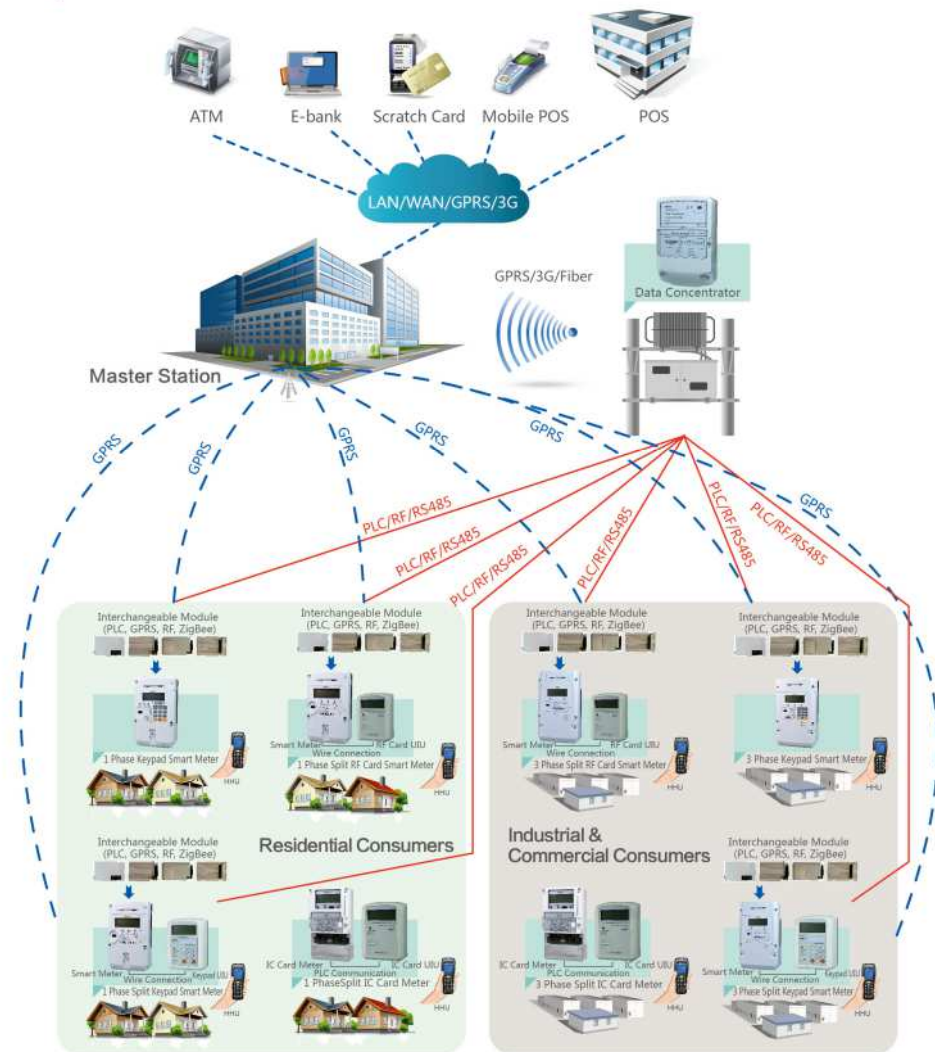 ATM
E-bank
Scratch Card
Mobile POS
POS
LAN/WAN/GPRS/3G
GPRS/3G/Fiber
Data Concentrator
Master Station
GPRS
GPRS
GPRS
GPRS
GPRS
GPRS
PLC/RF/RS485
PLC/RF/RS485
PLC/RF/RS485
PLC/RF/RS485
PLC/RF/RS485
PLC/RF/RS485
Interchangeable Module
(PLC, GPRS, RF, ZigBee)
1 Phase Keypad Smart Meter
HHU
Interchangeable Module
(PLC, GPRS, RF, ZigBee)
Smart Meter
RF Card UIU
Wire Connection
1 Phase Split RF Card Smart Meter
HHU
Interchangeable Module
(PLC, GPRS, RF, ZigBee)
Smart Meter
RF Card UIU
Wire Connection
3 Phase Split RF Card Smart Meter
HHU
Interchangeable Module
(PLC, GPRS, RF, ZigBee)
3 Phase Keypad Smart Meter
HHU
Residential Consumers
Industrial &
Commercial Consumers
Interchangeable Module
(PLC, GPRS, RF, ZigBee)
Smart Meter
Keypad UIU
Wire Connection
1 Phase Split Keypad Smart Meter
HHU
IC Card Meter
IC Card UIU
PLC Communication
1 PhaseSplit IC Card Meter
HHU
IC Card Meter
IC Card UIU
PLC Communication
3 Phase Split IC Card Meter
HHU
Interchangeable Module
(PLC, GPRS, RF, ZigBee)
Smart Meter
Keypad UIU
Wire Connection
3 Phase Split Keypad Smart Meter
HHU